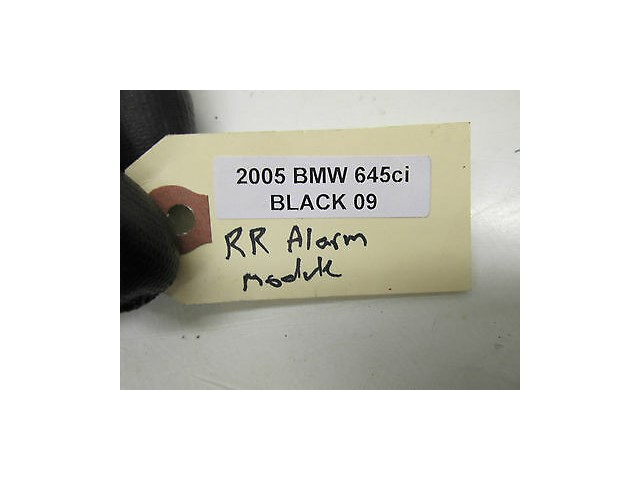 2005 BMW 645ci
BLACK 09
RR Alarm
Module